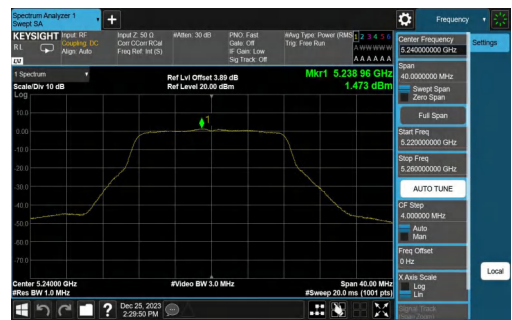 Spectrum Analyzer 1
Swept SA
Frequency
KEYSIGHT
RL
Input: RF
Coupling: DC
Align: Auto
Input Z: 50 Ω
Corr CCorr RCal
Freq Ref: Int (S)
#Atten: 30 dB
PNO: Fast
Gate: Off
IF Gain: Low
Sig Track: Off
#Avg Type: Power (RMS
Trig: Free Run
1 2 3 4 5 6
A W W W W W
A A A A A A
Center Frequency
5.240000000 GHz
Settings
1 Spectrum
Scale/Div 10 dB
Ref Lvl Offset 3.89 dB
Ref Level 20.00 dBm
Mkr1 5.238 96 GHz
1.473 dBm
Span
40.0000000 MHz
Swept Span
Zero Span
Full Span
Start Freq
5.220000000 GHz
Stop Freq
5.260000000 GHz
AUTO TUNE
CF Step
4.000000 MHz
Auto
Man
Freq Offset
0 Hz
X Axis Scale
Log
Lin
Local
Signal Track
Log
10.0
0.00
-10.0
-20.0
-30.0
-40.0
-50.0
-60.0
-70.0
1
Center 5.24000 GHz
#Res BW 1.0 MHz
#Video BW 3.0 MHz
Span 40.00 MHz
#Sweep 20.0 ms (1001 pts)
?
Dec 25, 2023
2:29:50 PM